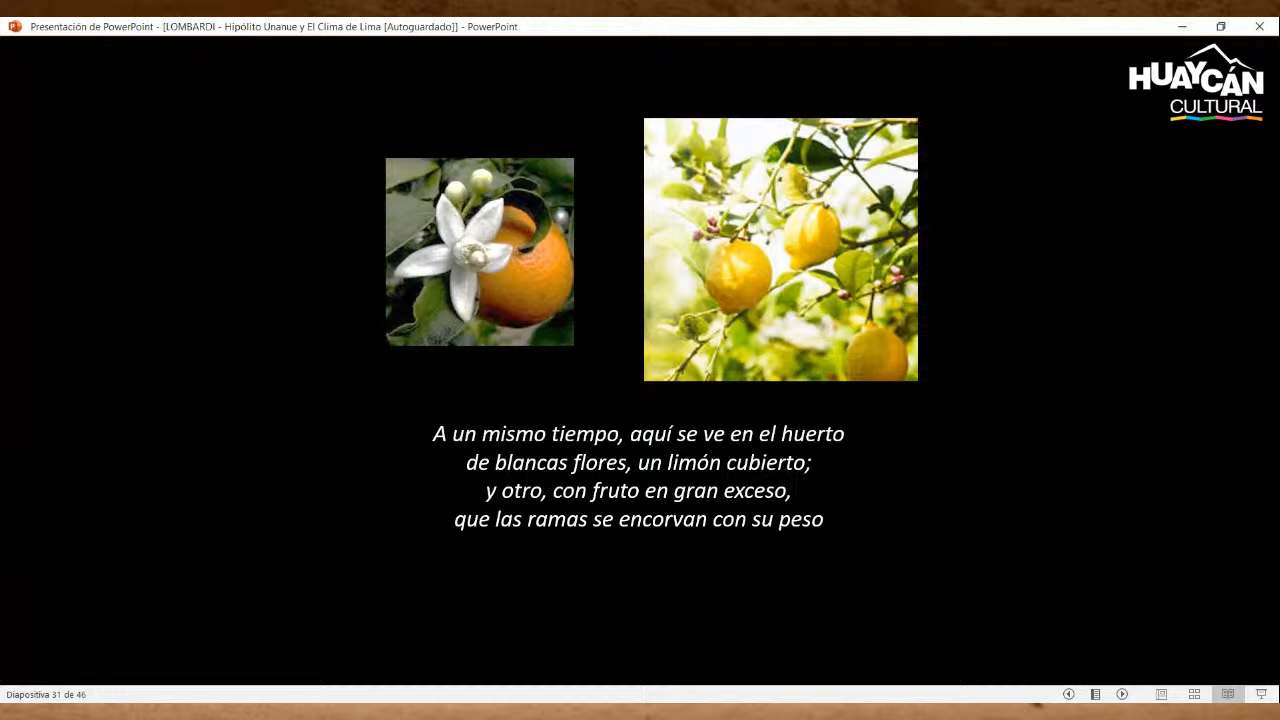 Presentación de PowerPoint - [LOMBARDI - Hipólito Unanue y El Clima de Lima [Autoguardado]] - PowerPoint
HUAYCÁN
CULTURAL
A un mismo tiempo, aquí se ve en el huerto
de blancas flores, un limón cubierto;
y otro, con fruto en gran exceso,
que las ramas se encorvan con su peso
Diapositiva 31 de 46